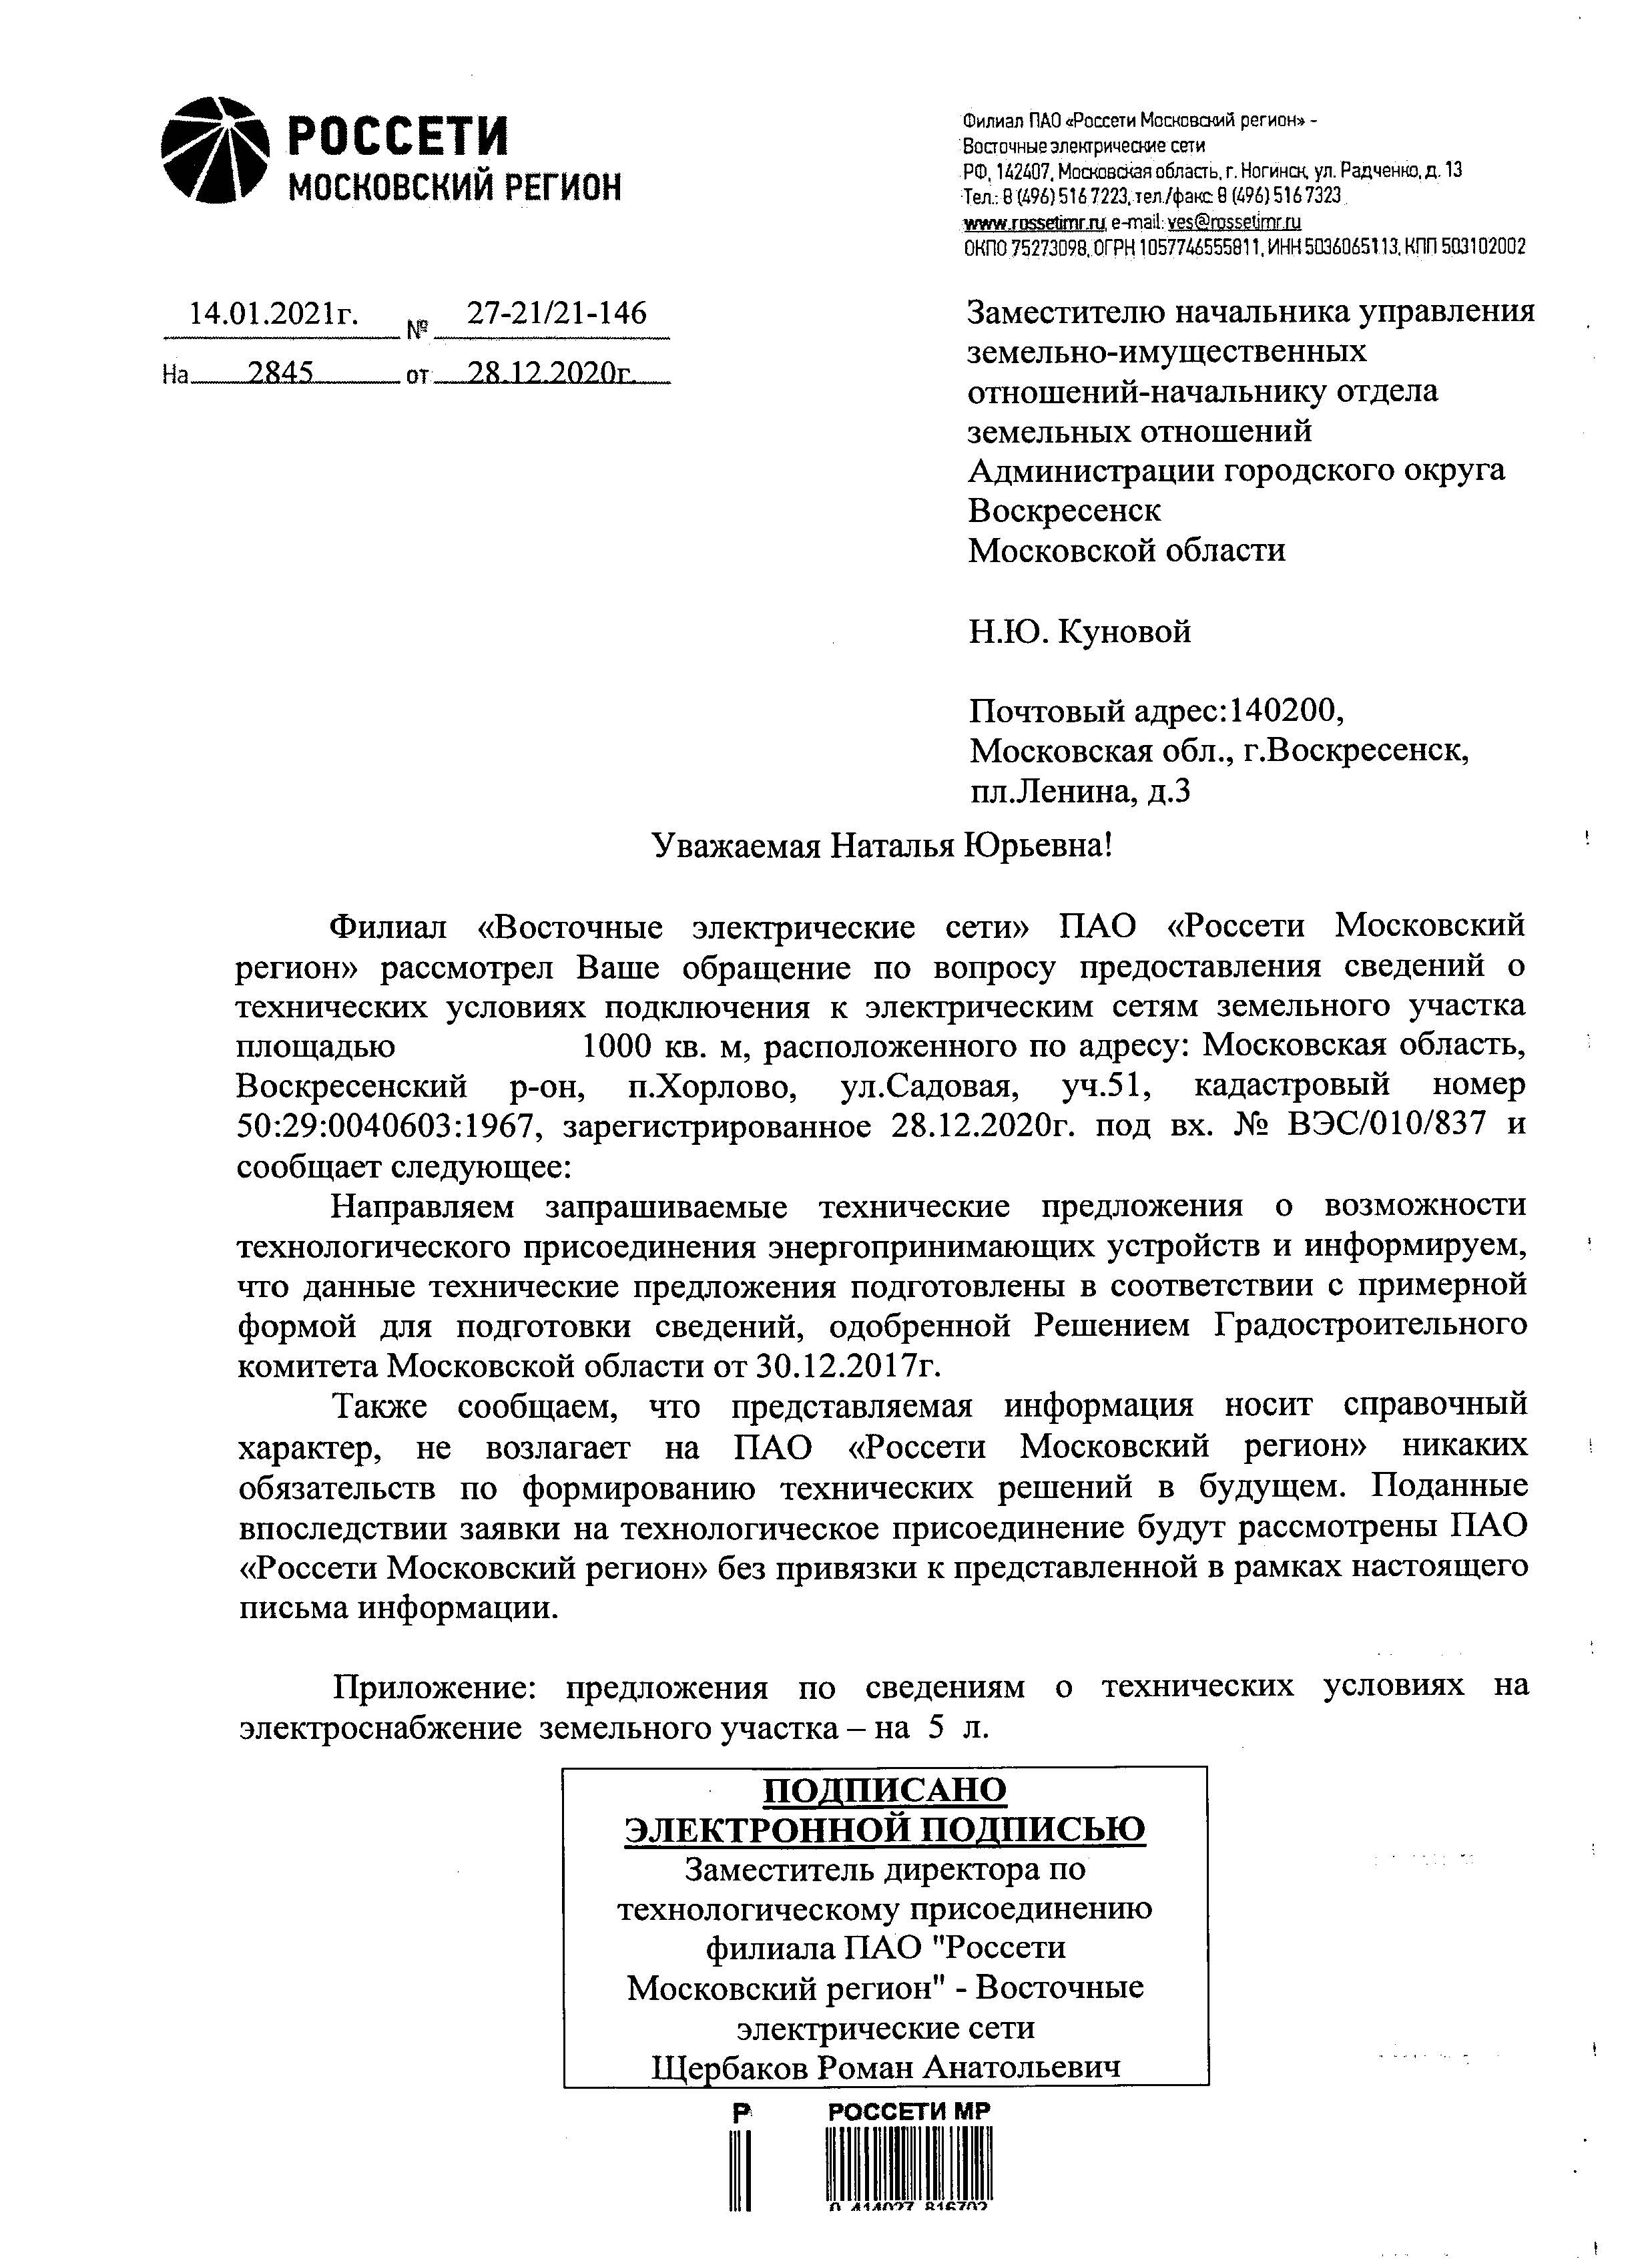 РОССЕТИ
МОСКОВСКИЙ РЕГИОН
Филиал ПАО «Россети Московский регион» -
Восточные электрические сети
РФ, 142407, Московская область, г. Ногинск, ул. Радченко, д. 13
Тел.: 8 (496) 516 7223, тел./факс: 8 (496) 516 7323
www.rossetimr.ru, e-mail: ves@rossetimr.ru
ОКПО 75273098, ОГРН 1057746555811, ИНН 5036065113, КПП 503102002
14.01.2021г. № 27-21/21-146
На 2845 от 28.12.2020г.
Заместителю начальника управления
земельно-имущественных
отношений-начальнику отдела
земельных отношений
Администрации городского округа
Воскресенск
Московской области
Н.Ю. Куновой
Почтовый адрес:140200,
Московская обл., г.Воскресенск,
пл.Ленина, д.3
Уважаемая Наталья Юрьевна!
Филиал «Восточные электрические сети» ПАО «Россети Московский
регион» рассмотрел Ваше обращение по вопросу предоставления сведений о
технических условиях подключения к электрическим сетям земельного участка
площадью 1000 кв. м, расположенного по адресу: Московская область,
Воскресенский р-он, п.Хорлово, ул.Садовая, уч.51, кадастровый номер
50:29:0040603:1967, зарегистрированное 28.12.2020г. под вх. № ВЭС/010/837 и
сообщает следующее:
Направляем запрашиваемые технические предложения о возможности
технологического присоединения энергопринимающих устройств и информируем,
что данные технические предложения подготовлены в соответствии с примерной
формой для подготовки сведений, одобренной Решением Градостроительного
комитета Московской области от 30.12.2017г.
Также сообщаем, что представляемая информация носит справочный
характер, не возлагает на ПАО «Россети Московский регион» никаких
обязательств по формированию технических решений в будущем. Поданные
впоследствии заявки на технологическое присоединение будут рассмотрены ПАО
«Россети Московский регион» без привязки к представленной в рамках настоящего
письма информации.
Приложение: предложения по сведениям о технических условиях на
электроснабжение земельного участка – на 5 л.
ПОДПИСАНО
ЭЛЕКТРОННОЙ ПОДПИСЬЮ
Заместитель директора по
технологическому присоединению
филиала ПАО "Россети
Московский регион" - Восточные
электрические сети
Щербаков Роман Анатольевич
Р РОССЕТИ МР